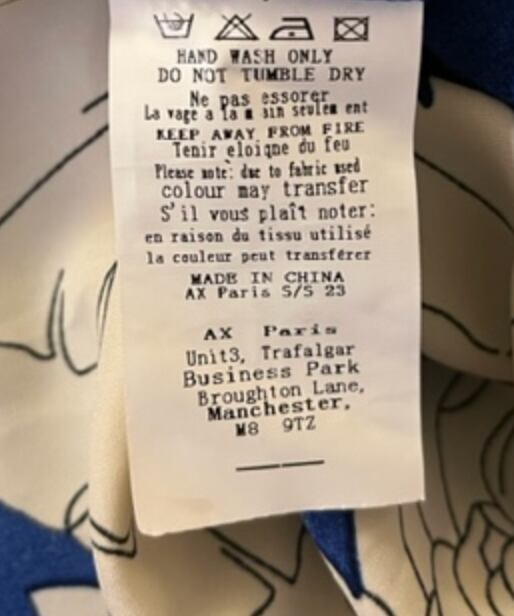 HAND WASH ONLY
DO NOT TUMBLE DRY
Ne pas essorer
La vage a la m ain seulem ent
KEEP AWAY FROM FIRE
Tenir eloiqne du feu
Please note: due to fabric used
colour may transfer
S'il vous plaît noter:
en raison du tissu utilisé
la couleur peut transférer
MADE IN CHINA
AX Paris S/S 23
AX Paris
Unit3, Trafalgar
Business Park
Broughton Lane,
Manchester,
M8 9TZ